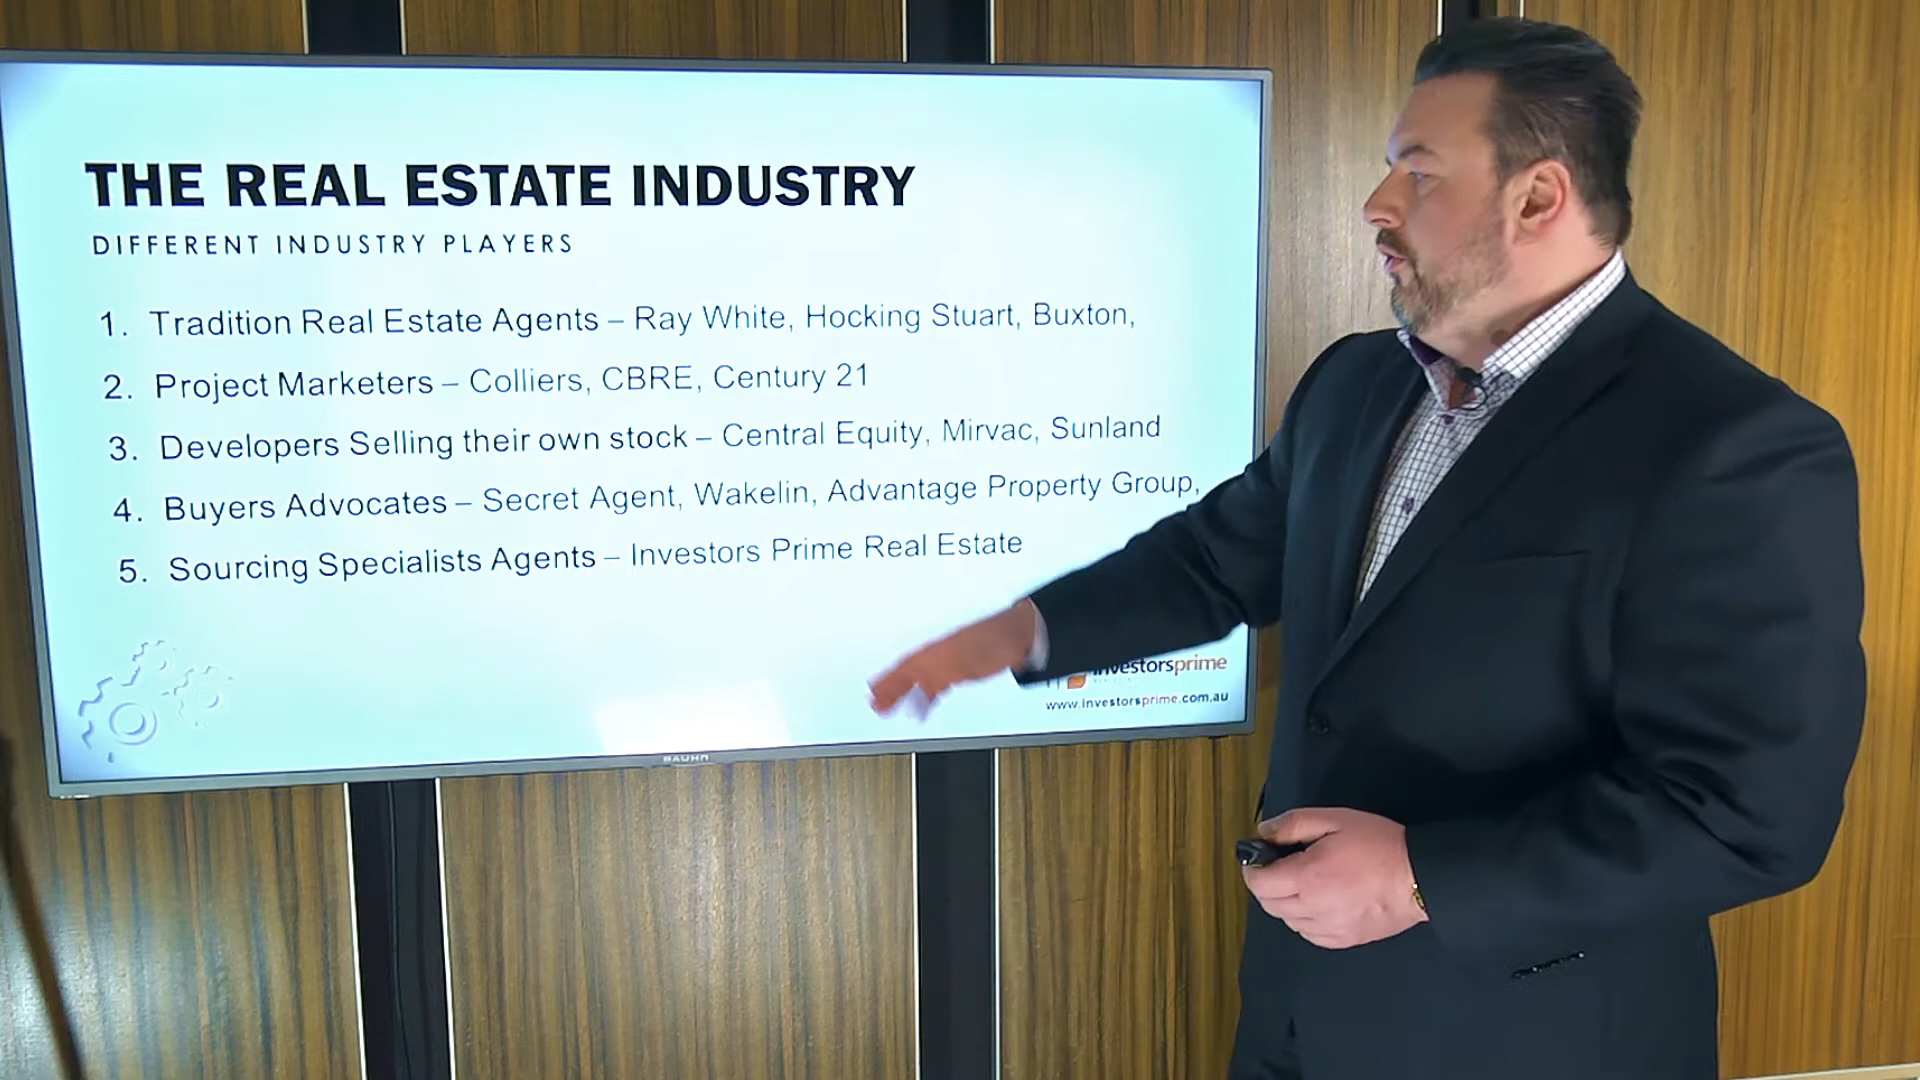 THE REAL ESTATE INDUSTRY
DIFFERENT INDUSTRY PLAYERS
1. Tradition Real Estate Agents – Ray White, Hocking Stuart, Buxton,
2. Project Marketers – Colliers, CBRE, Century 21
3. Developers Selling their own stock – Central Equity, Mirvac, Sunland
4. Buyers Advocates – Secret Agent, Wakelin, Advantage Property Group,
5. Sourcing Specialists Agents – Investors Prime Real Estate
investorsprime
www.investorsprime.com.au
BAUHN